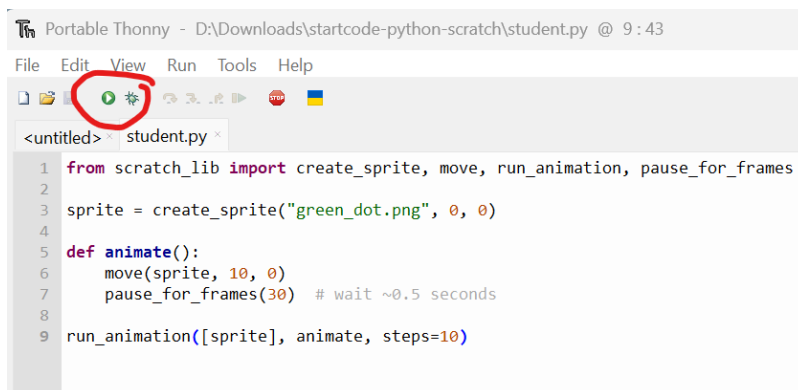 Th Portable Thonny - D:\Downloads\startcode-python-scratch\student.py @ 9:43
File Edit View Run Tools Help
STOP
<untitled> × student.py ×
1 from scratch_lib import create_sprite, move, run_animation, pause_for_frames
2
3 sprite = create_sprite("green_dot.png", 0, 0)
4
5 def animate():
6     move(sprite, 10, 0)
7     pause_for_frames(30)  # wait ~0.5 seconds
8
9 run_animation([sprite], animate, steps=10)